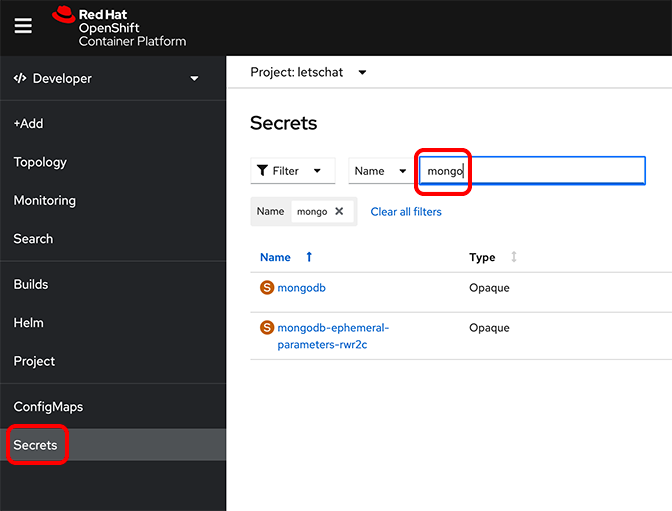 Red Hat
OpenShift
Container Platform
</> Developer
+Add
Topology
Monitoring
Search
Builds
Helm
Project
ConfigMaps
Secrets
Project: letschat
Secrets
Filter
Name
mongo
Name mongo ✕
Clear all filters
Name ↑ Type ↕
S mongodb Opaque
S mongodb-ephemeral- Opaque
parameters-rwr2c